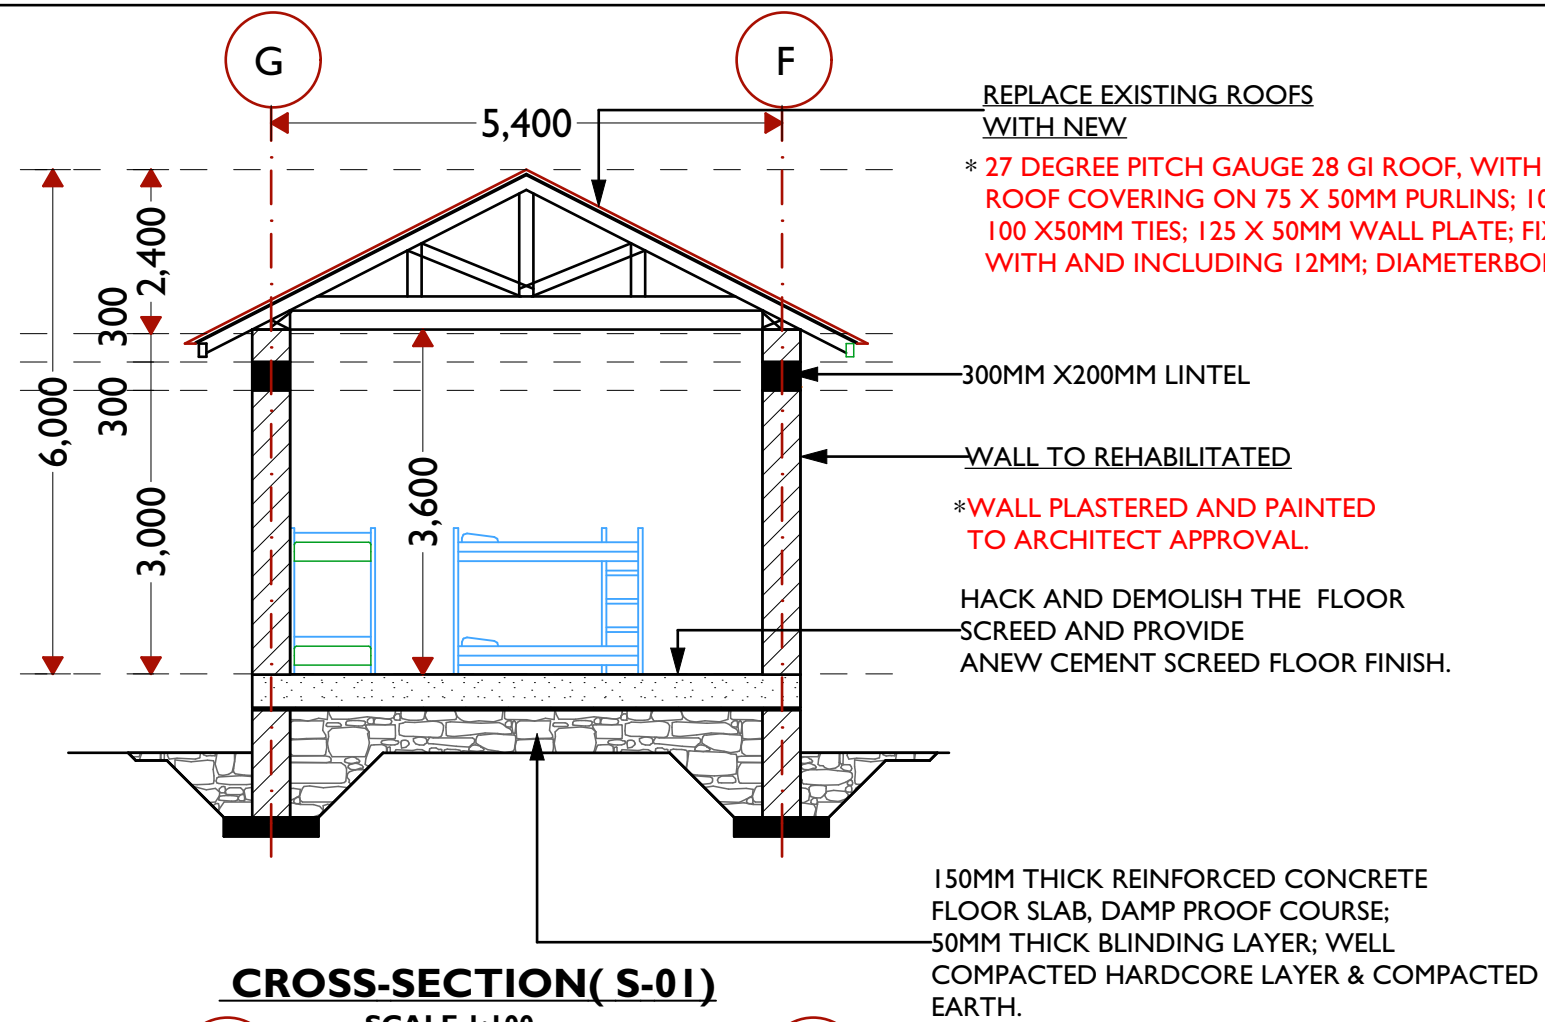 G
F
5,400
REPLACE EXISTING ROOFS
WITH NEW
* 27 DEGREE PITCH GAUGE 28 GI ROOF, WITH
ROOF COVERING ON 75 X 50MM PURLINS;
100 X50MM TIES; 125 X 50MM WALL PLATE;
WITH AND INCLUDING 12MM;
2,400
300
6,000
300
3,000
3,600
300MM X200MM LINTEL
WALL TO REHABILITATED
*WALL PLASTERED AND PAINTED
TO ARCHITECT APPROVAL.
HACK AND DEMOLISH THE FLOOR
SCREED AND PROVIDE
ANEW CEMENT SCREED FLOOR FINISH.
150MM THICK REINFORCED CONCRETE
FLOOR SLAB, DAMP PROOF COURSE;
50MM THICK BLINDING LAYER; WELL
COMPACTED HARDCORE LAYER & COMPACTED
EARTH.
CROSS-SECTION( S-01)
SCALE 1:100